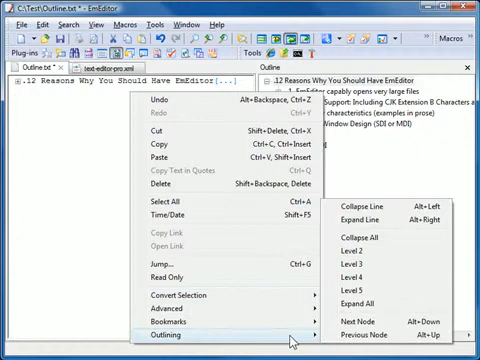 C:\Test\Outline.txt * - EmEditor
File Edit Search View Macros Tools Window Help
Macros
Plug-ins
Tools
Outline.txt *
text-editor-pro.xml
Outline
.12 Reasons Why You Should Have EmEditor[...]
.12 Reasons Why You Should Have EmEditor
1. EmEditor capably opens very large files
Support: Including CJK Extension B Characters a
characteristics (examples in prose)
Window Design (SDI or MDI)
Undo Alt+Backspace, Ctrl+Z
Redo Ctrl+Y
Cut Shift+Delete, Ctrl+X
Copy Ctrl+C, Ctrl+Insert
Paste Ctrl+V, Shift+Insert
Copy Text in Quotes Ctrl+Q
Delete Shift+Backspace, Delete
Select All Ctrl+A
Time/Date Shift+F5
Copy Link
Open Link
Jump... Ctrl+G
Read Only
Convert Selection
Advanced
Bookmarks
Outlining
Collapse Line Alt+Left
Expand Line Alt+Right
Collapse All
Level 2
Level 3
Level 4
Level 5
Expand All
Next Node Alt+Down
Previous Node Alt+Up